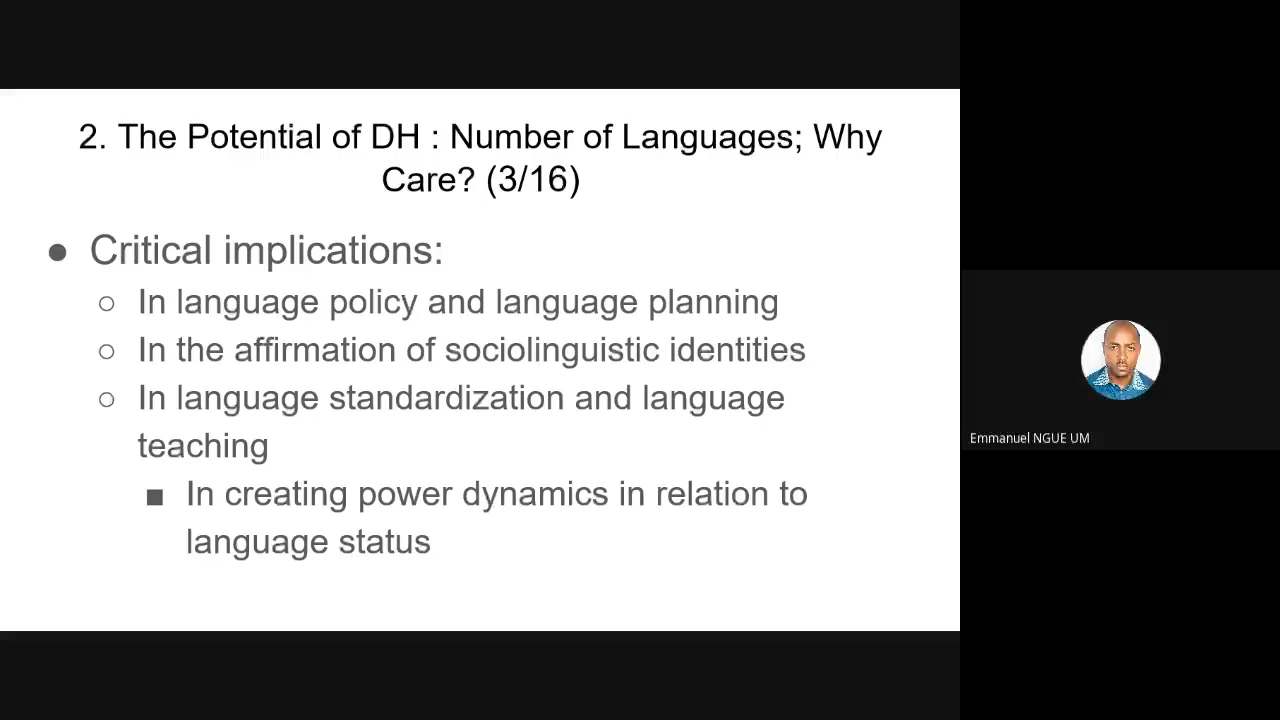 2. The Potential of DH : Number of Languages; Why
Care? (3/16)
● Critical implications:
○ In language policy and language planning
○ In the affirmation of sociolinguistic identities
○ In language standardization and language
teaching
■ In creating power dynamics in relation to
language status
Emmanuel NGUE UM